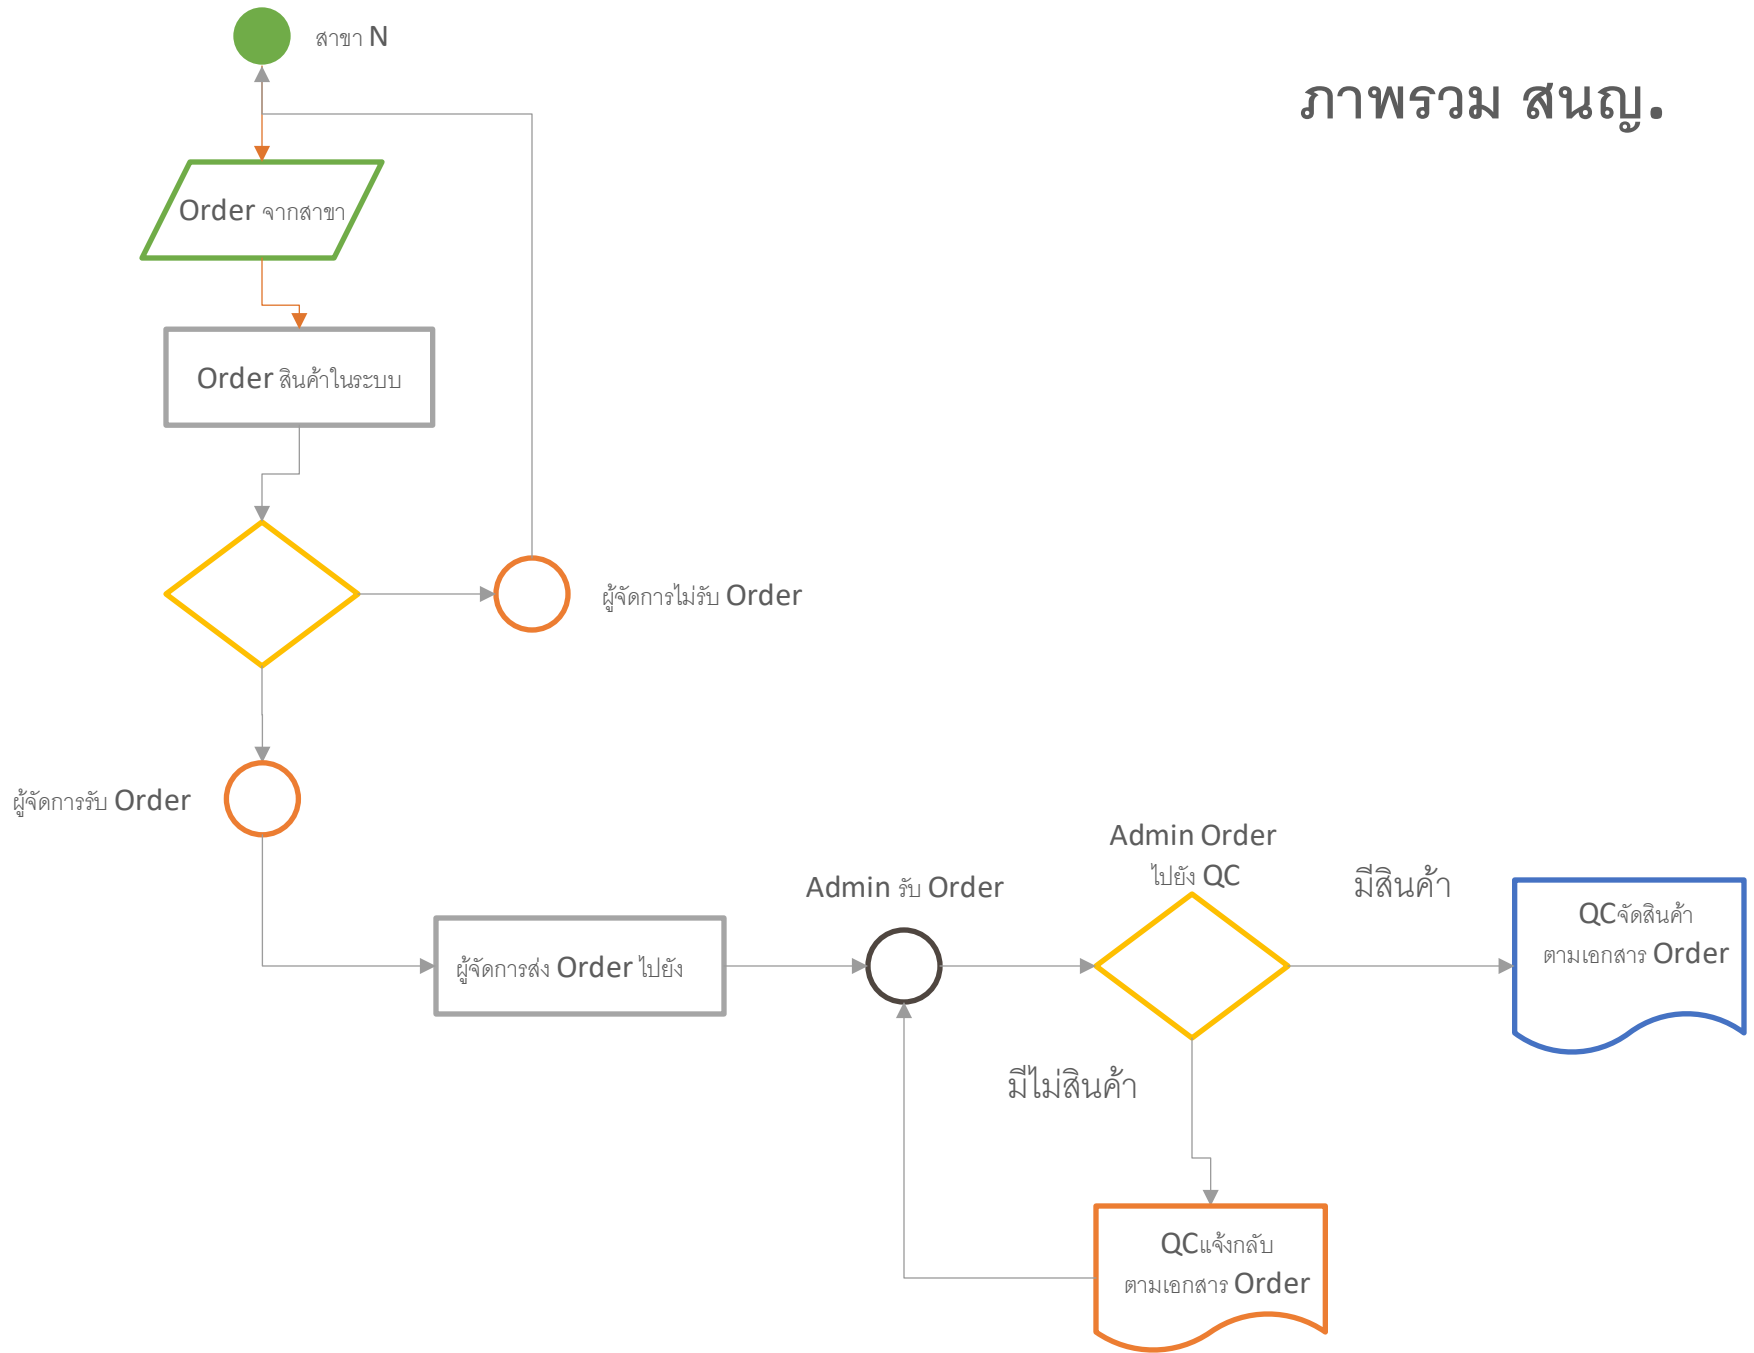 สาขา N
ภาพรวม สนญ.
Order จากสาขา
Order สินค้าในระบบ
ผู้จัดการไม่รับ Order
ผู้จัดการรับ Order
ผู้จัดการส่ง Order ไปยัง
Admin รับ Order
Admin Order
ไปยัง QC
มีสินค้า
QCจัดสินค้า
ตามเอกสาร Order
มีไม่สินค้า
QCแจ้งกลับ
ตามเอกสาร Order